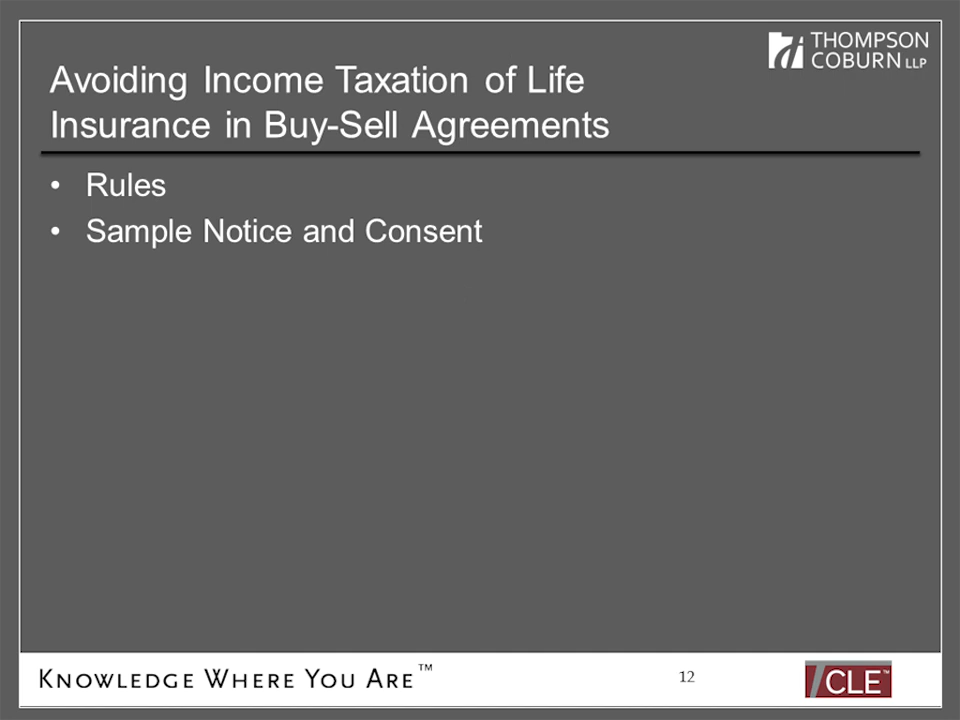 THOMPSON
COBURN LLP
Avoiding Income Taxation of Life
Insurance in Buy-Sell Agreements
• Rules
• Sample Notice and Consent
KNOWLEDGE WHERE YOU ARE™
12
TCLE™